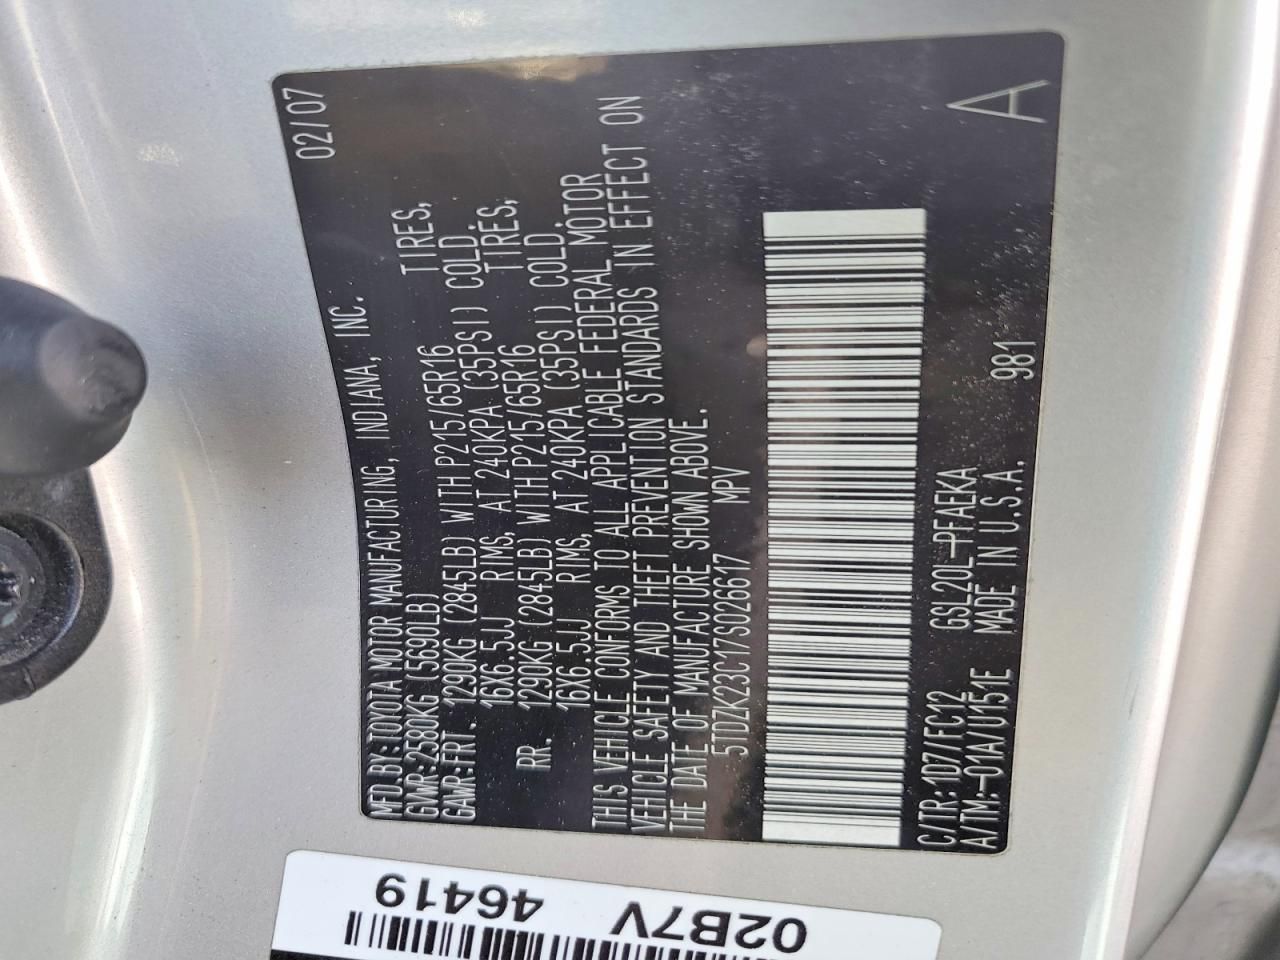 02/07
MFD.BY:TOYOTA MOTOR MANUFACTURING, INDIANA, INC.
GVWR:2580KG (5690LB)
GAWR:FRT. 1290KG (2845LB) WITH P215/65R16 TIRES,
16X6.5JJ RIMS, AT 240KPA (35PSI) COLD.
RR. 1290KG (2845LB) WITH P215/65R16 TIRES,
16X6.5JJ RIMS, AT 240KPA (35PSI) COLD.
THIS VEHICLE CONFORMS TO ALL APPLICABLE FEDERAL MOTOR
VEHICLE SAFETY AND THEFT PREVENTION STANDARDS IN EFFECT ON
THE DATE OF MANUFACTURE SHOWN ABOVE.
5TDZK23C17S026617 MPV
C/TR:1D7/FC12 GSL20L-PFAEKA 981
A/TM:-01A/U151E MADE IN U.S.A. A
02B7V 46419